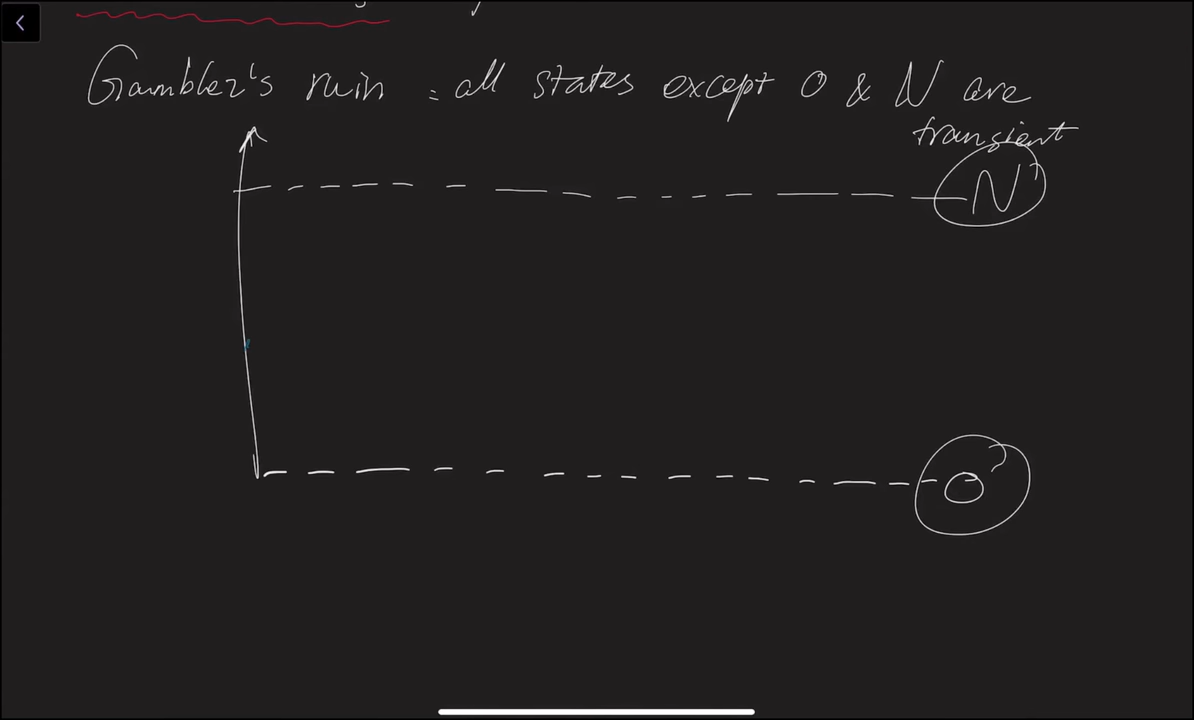 Gambler's ruin : all states except 0 & N are
transient
N
0